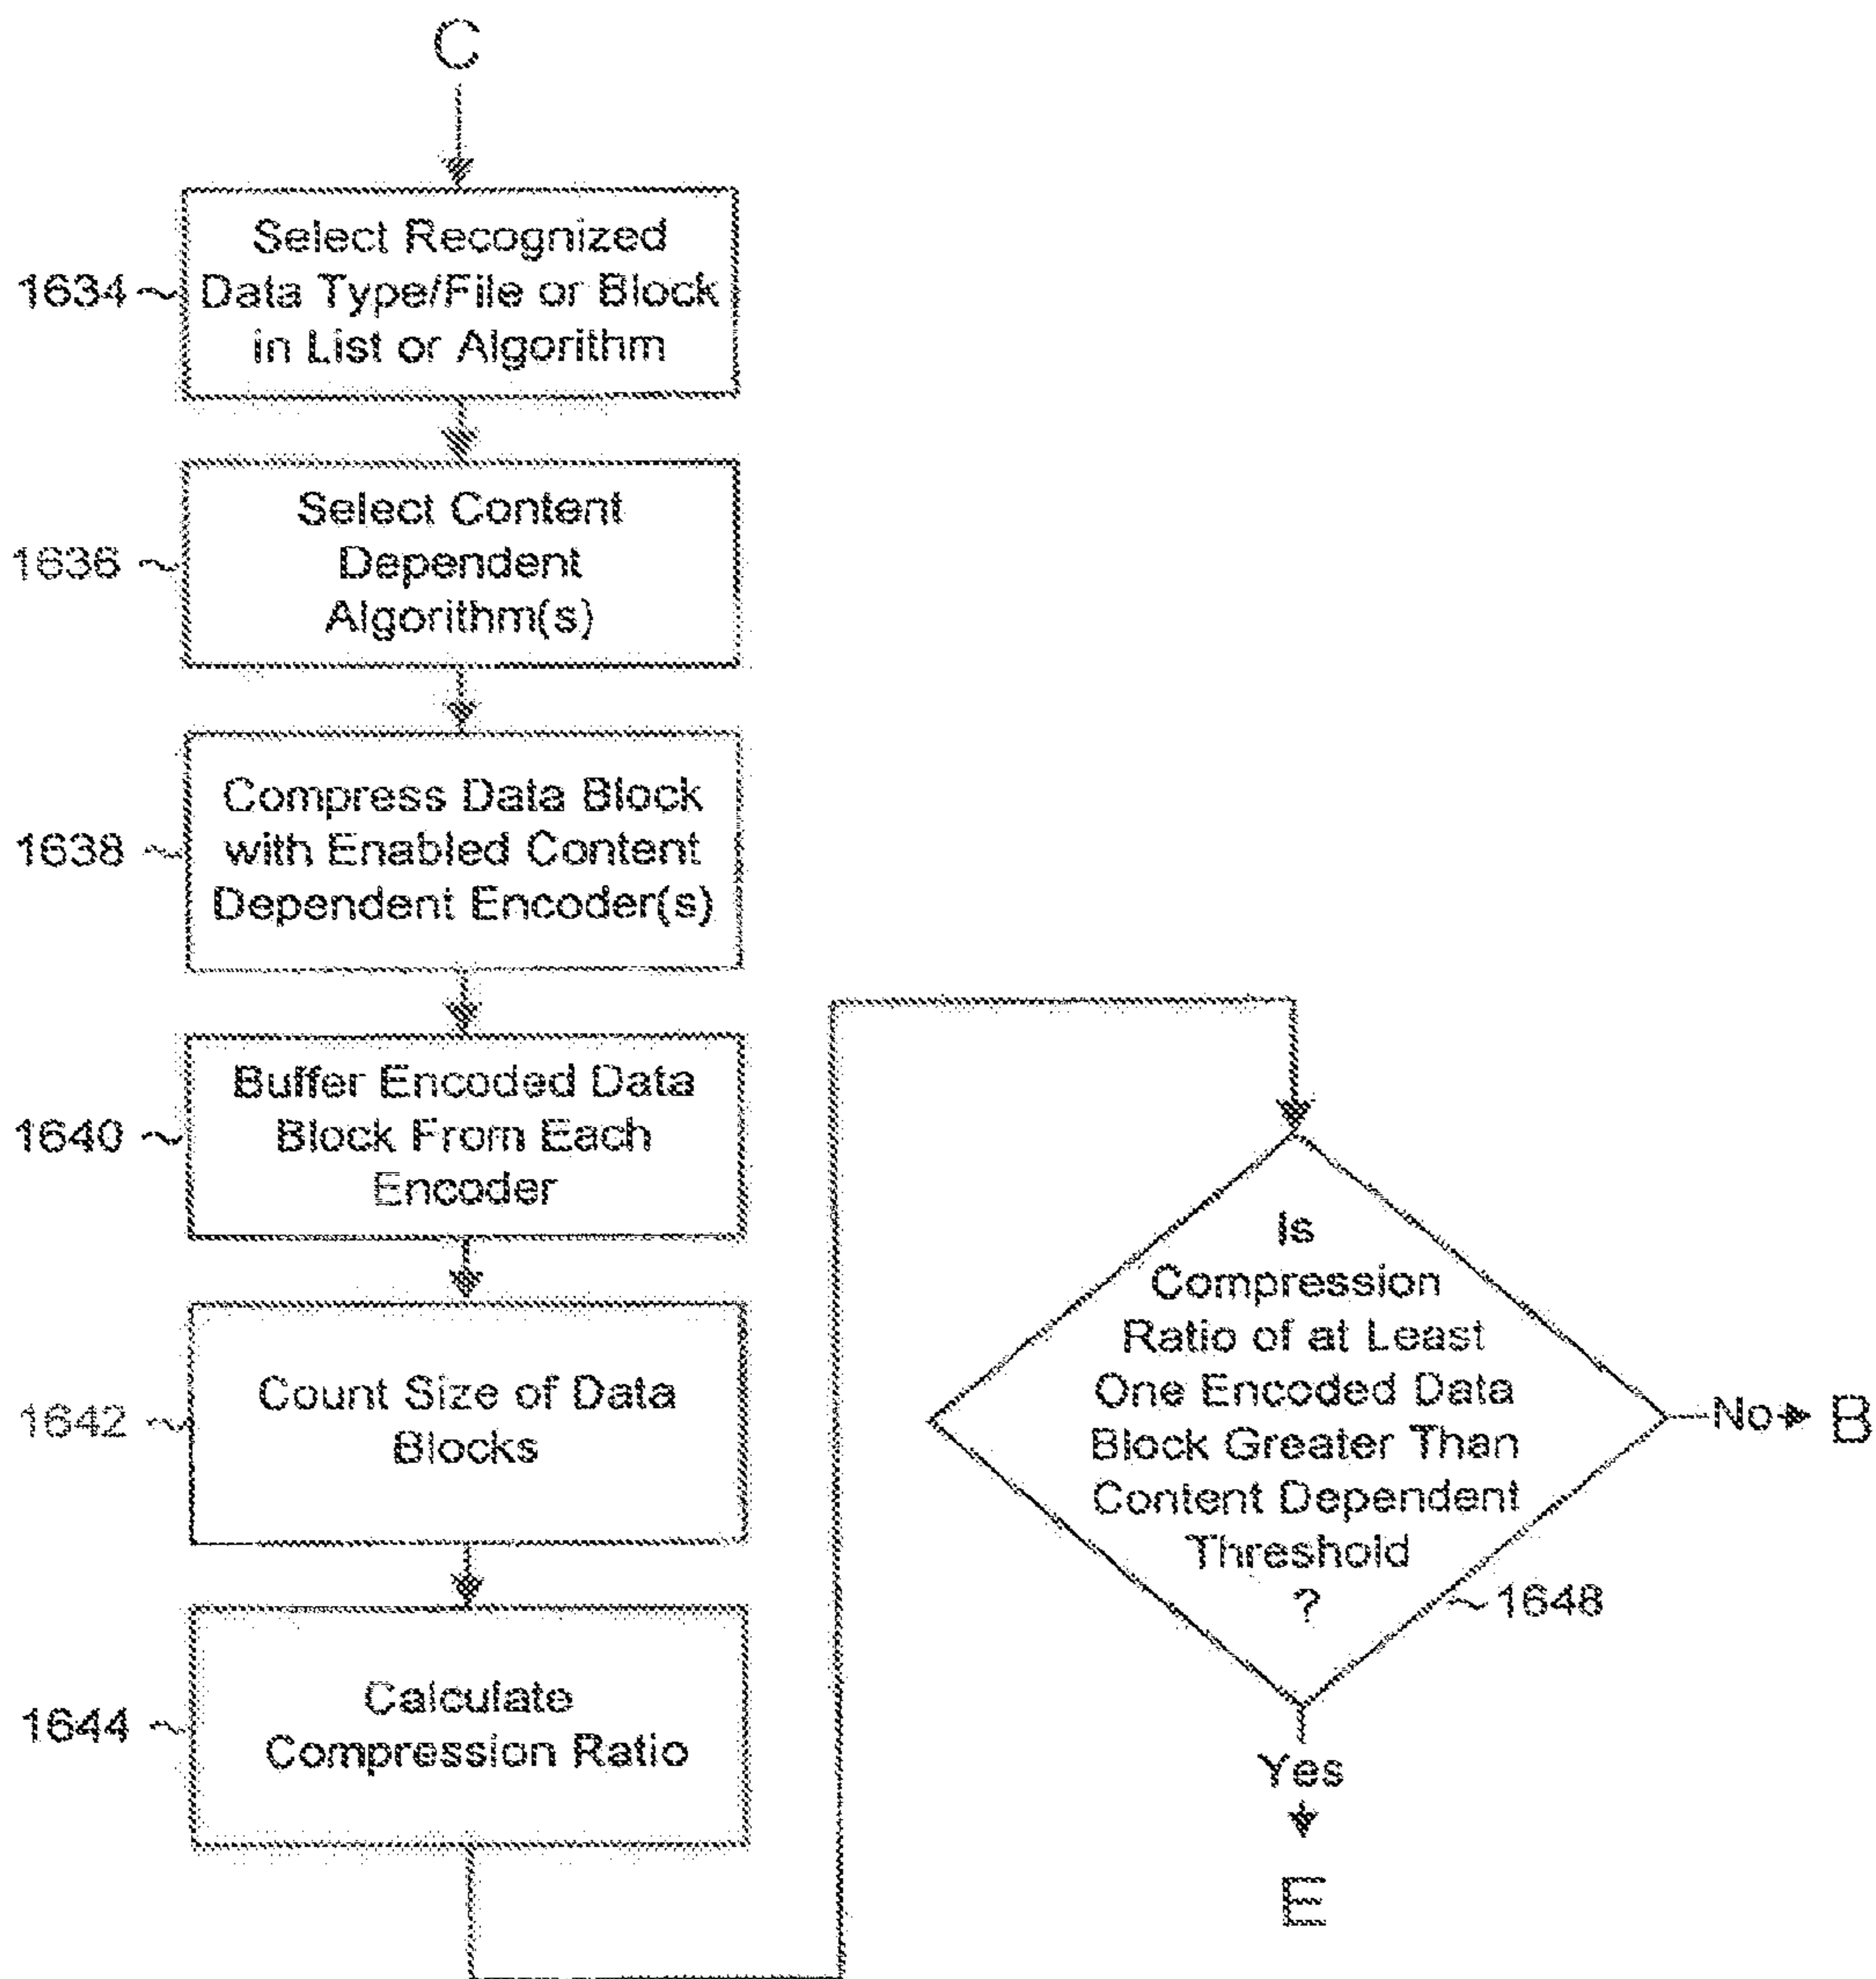 C
1634
Select Recognized
Data Type/File or Block
in List or Algorithm
1636
Select Content
Dependent
Algorithm(s)
1638
Compress Data Block
with Enabled Content
Dependent Encoder(s)
1640
Buffer Encoded Data
Block From Each
Encoder
1642
Count Size of Data
Blocks
1644
Calculate
Compression Ratio
Is
Compression
Ratio of at Least
One Encoded Data
Block Greater Than
Content Dependent
Threshold
?
1648
No
B
Yes
E